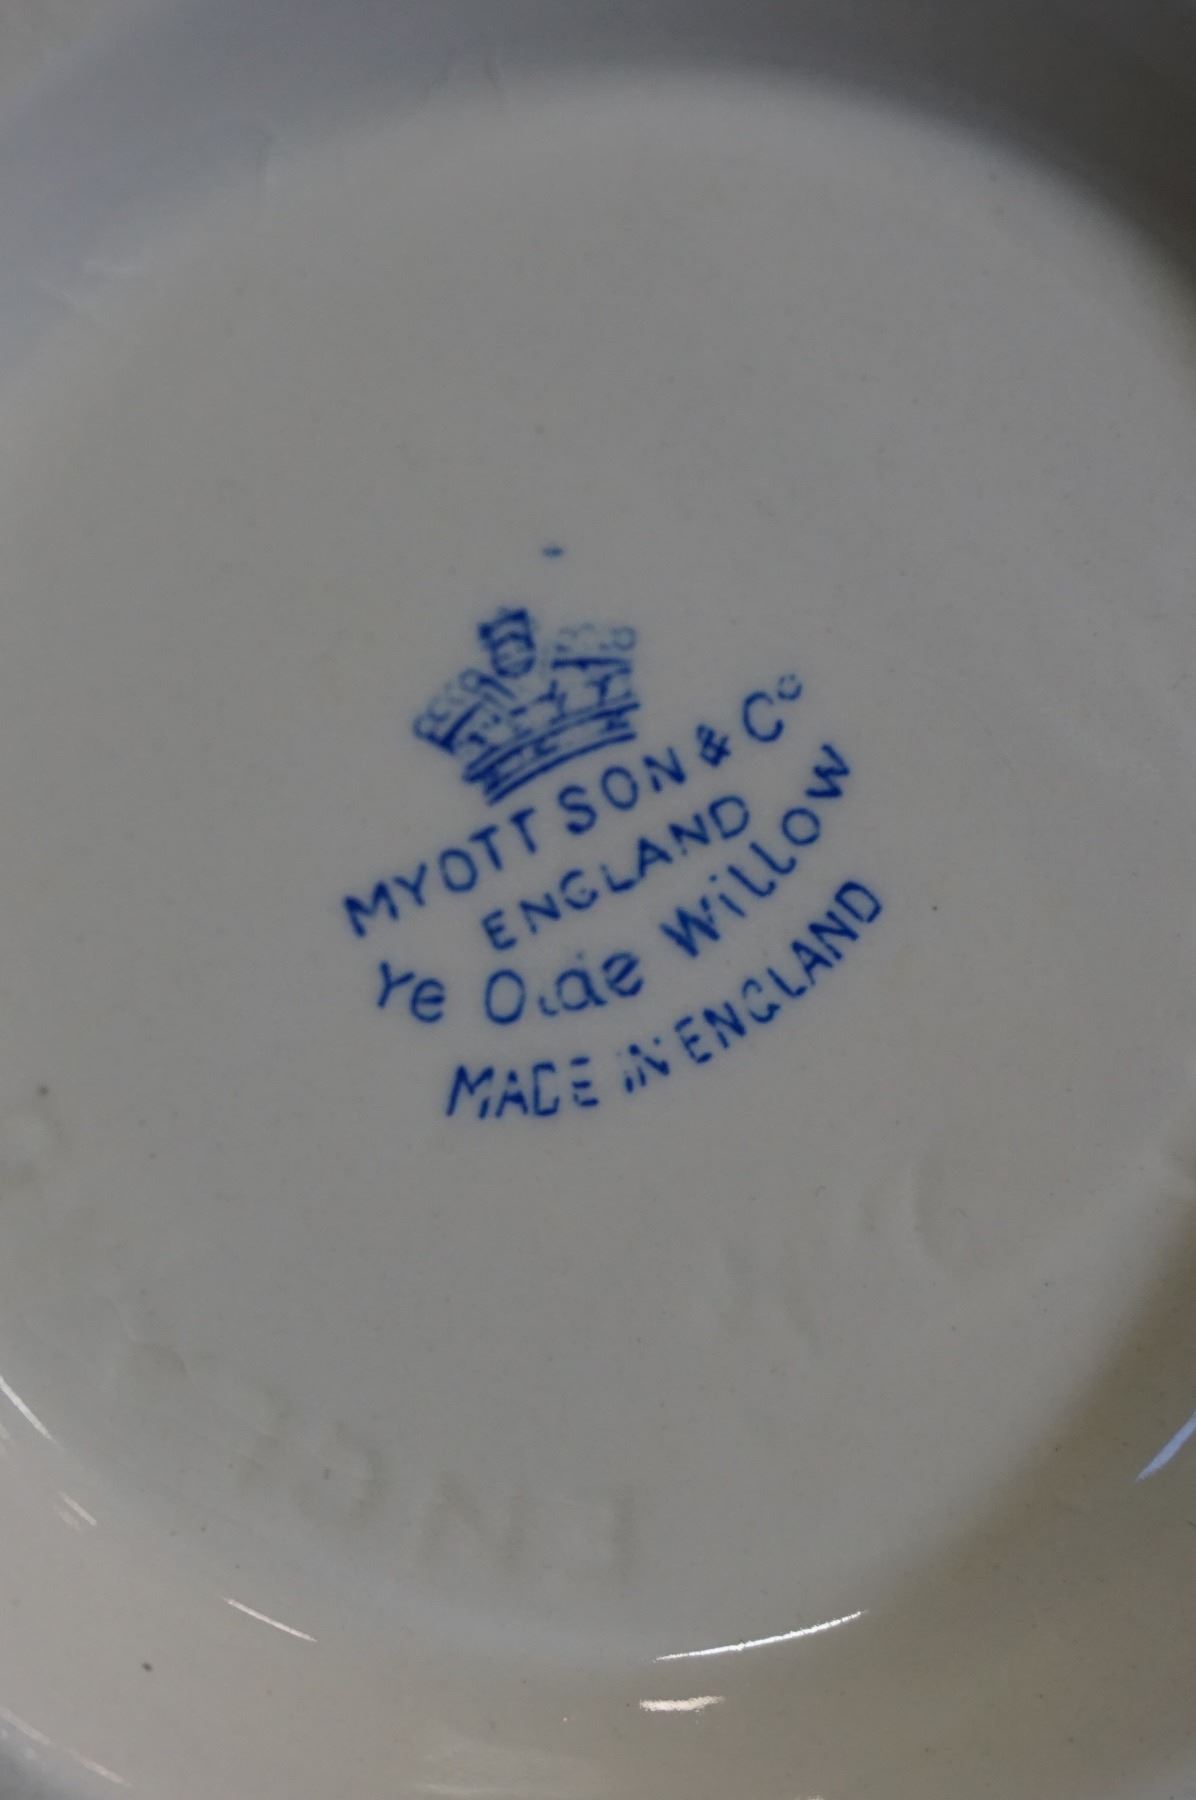 MYOTT SON & Co
ENGLAND
Ye Olde Willow
MADE IN ENGLAND